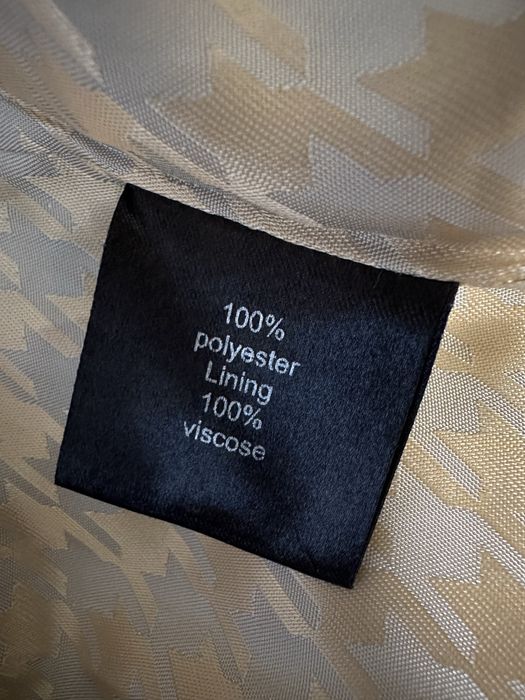 100%
polyester
Lining
100%
viscose